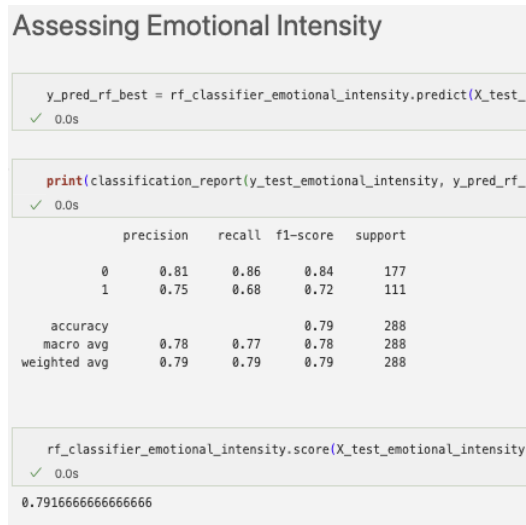 Assessing Emotional Intensity
y_pred_rf_best = rf_classifier_emotional_intensity.predict(X_test_
✓ 0.0s
print(classification_report(y_test_emotional_intensity, y_pred_rf_
✓ 0.0s
precision recall f1-score support
0 0.81 0.86 0.84 177
1 0.75 0.68 0.72 111
accuracy 0.79 288
macro avg 0.78 0.77 0.78 288
weighted avg 0.79 0.79 0.79 288
rf_classifier_emotional_intensity.score(X_test_emotional_intensity
✓ 0.0s
0.7916666666666666